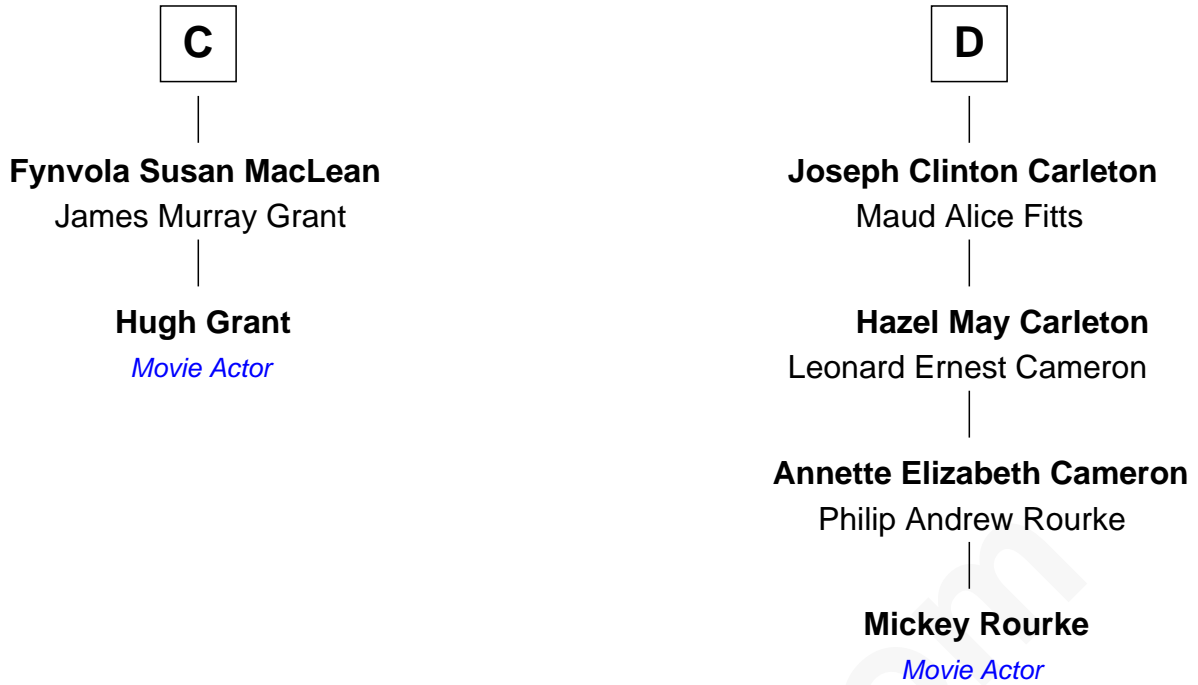 C
Fynvola Susan MacLean
James Murray Grant
Hugh Grant
Movie Actor
D
Joseph Clinton Carleton
Maud Alice Fitts
Hazel May Carleton
Leonard Ernest Cameron
Annette Elizabeth Cameron
Philip Andrew Rourke
Mickey Rourke
Movie Actor